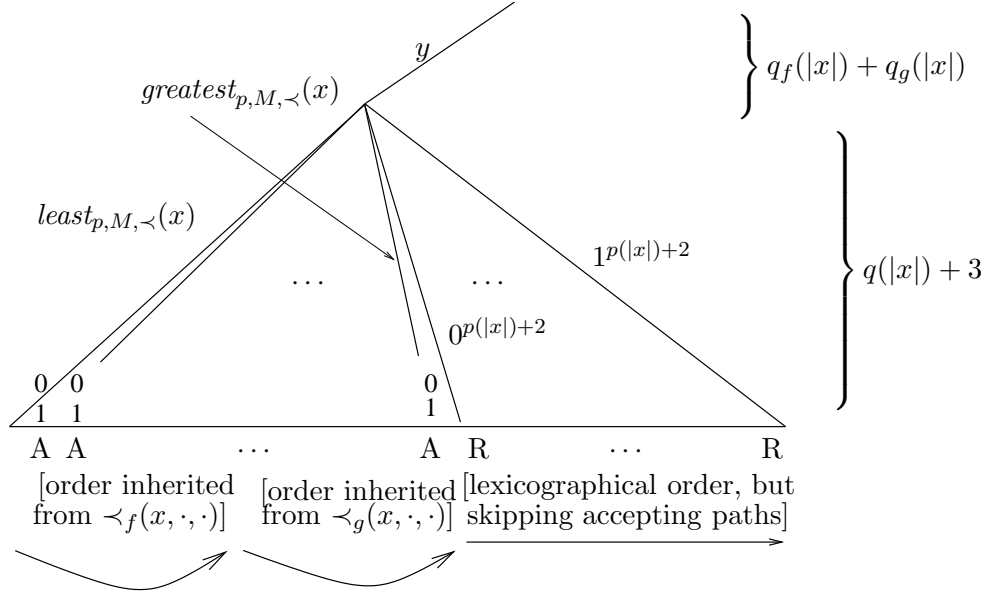 y
q_f(|x|) + q_g(|x|)
greatest_{p,M,≺}(x)
least_{p,M,≺}(x)
1^{p(|x|)+2}
q(|x|) + 3
··· ···
0^{p(|x|)+2}
0 0 0
1 1 1
A A ··· A R ··· R
[order inherited from ≺_f(x, ·, ·)]
[order inherited from ≺_g(x, ·, ·)]
[lexicographical order, but skipping accepting paths]